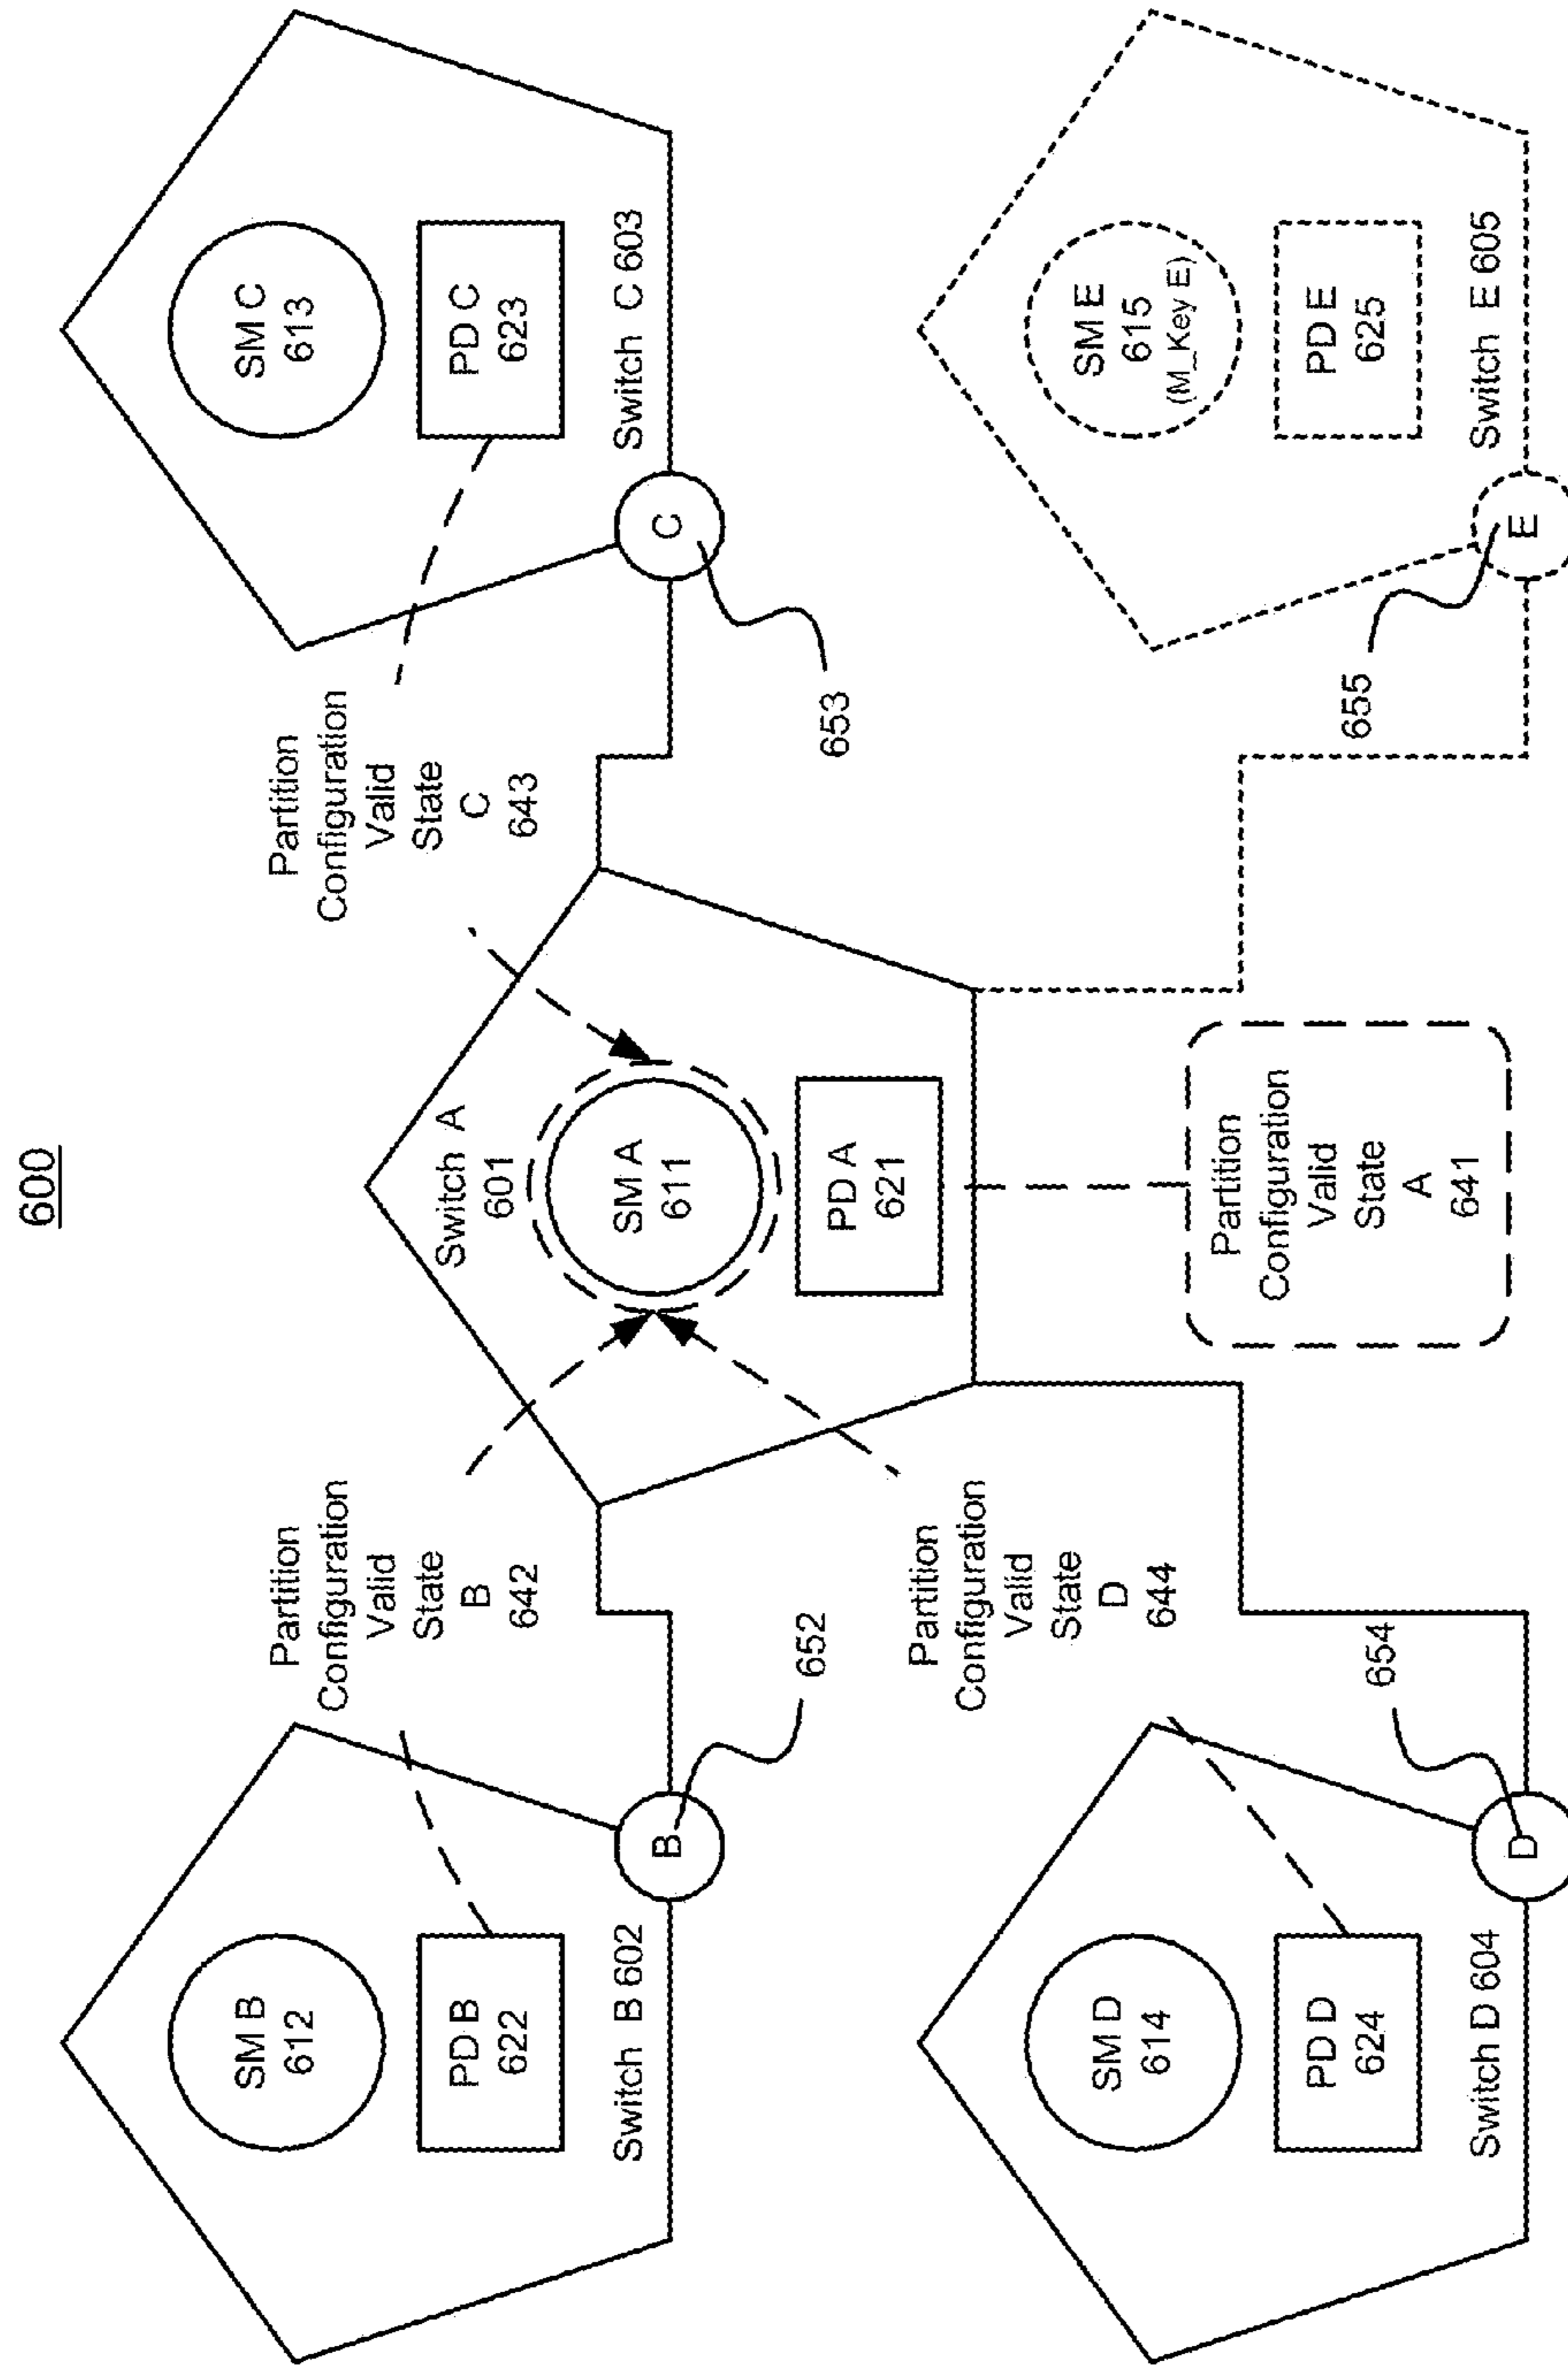 600
SM B
612
PD B
622
Switch B 602
B
652
Partition
Configuration
Valid
State
B
642
Switch A
601
SM A
611
PD A
621
Partition
Configuration
Valid
State
C
643
SM C
613
PD C
623
Switch C 603
C
653
SM D
614
PD D
624
Switch D 604
D
654
Partition
Configuration
Valid
State
D
644
Partition
Configuration
Valid
State
A
641
SM E
615
(M_Key E)
PD E
625
Switch E 605
E
655